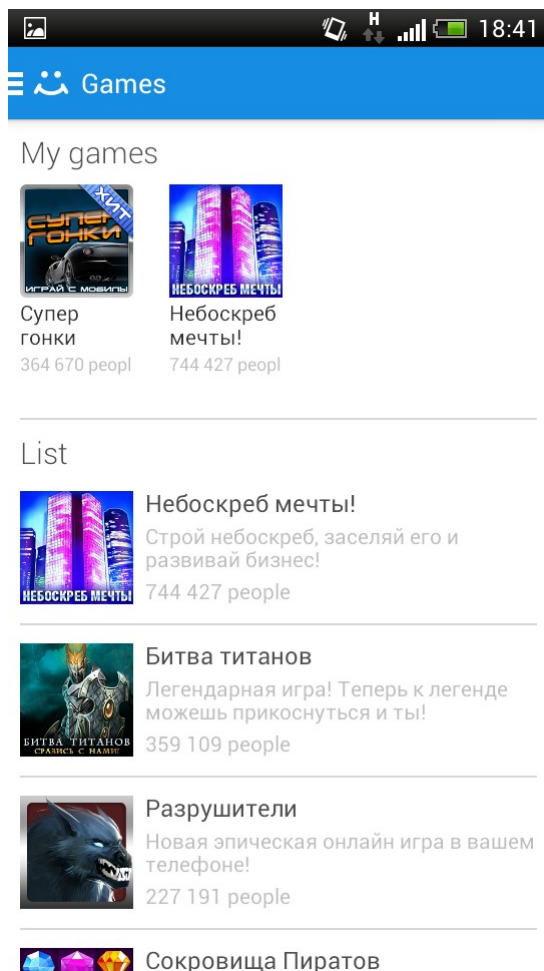 H 18:41
Games
My games
ХИТ
СУПЕР
ГОНКИ
ИГРАЙ С МОБИЛЫ
НЕБОСКРЕБ МЕЧТЫ
Супер
гонки
364 670 peopl
Небоскреб
мечты!
744 427 peopl
List
НЕБОСКРЕБ МЕЧТЫ
Небоскреб мечты!
Строй небоскреб, заселяй его и
развивай бизнес!
744 427 people
БИТВА ТИТАНОВ
СРАЗИСЬ С НАМИ!
Битва титанов
Легендарная игра! Теперь к легенде
можешь прикоснуться и ты!
359 109 people
Разрушители
Новая эпическая онлайн игра в вашем
телефоне!
227 191 people
Сокровища Пиратов